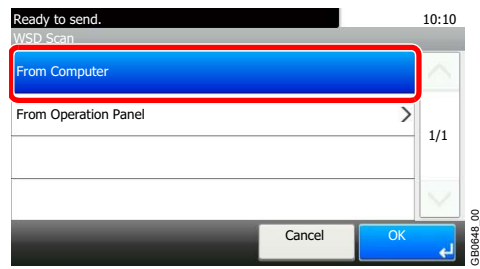 Ready to send. 10:10
WSD Scan
From Computer
From Operation Panel
1/1
Cancel OK
GB0648_00